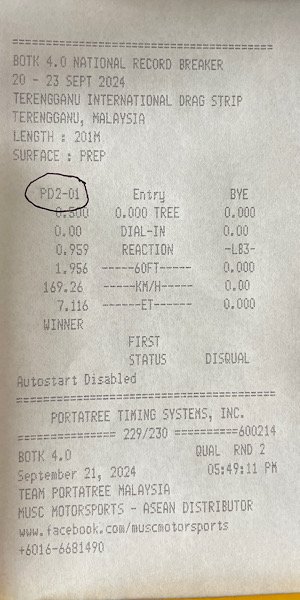 ==============================
BOTK 4.0 NATIONAL RECORD BREAKER
20 - 23 SEPT 2024
TERENGGANU INTERNATIONAL DRAG STRIP
TERENGGANU, MALAYSIA
LENGTH : 201M
SURFACE : PREP
PD2-01 Entry BYE
0.500 0.000 TREE 0.000
0.00 DIAL-IN 0.00
0.959 REACTION -LB3-
1.956 -----60FT----- 0.000
169.26 -----KM/H----- 0.00
7.116 ------ET------ 0.000
WINNER
FIRST
STATUS DISQUAL
Autostart Disabled
==============================
PORTATREE TIMING SYSTEMS, INC.
============ 229/230 ==========600214
BOTK 4.0 QUAL RND 2
September 21, 2024 05:49:11 PM
TEAM PORTATREE MALAYSIA
MUSC MOTORSPORTS - ASEAN DISTRIBUTOR
www.facebook.com/muscmotorsports
+6016-6681490